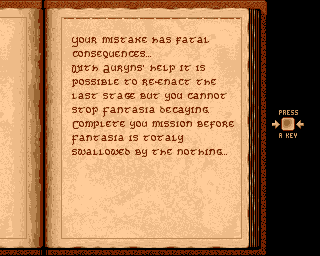 Your mistake has fatal
consequences...
With Auryns' help it is
possible to re-enact the
last stage but you cannot
stop Fantasia decaying.
Complete you mission before
Fantasia is totaly
swallowed by the nothing...
PRESS
A KEY